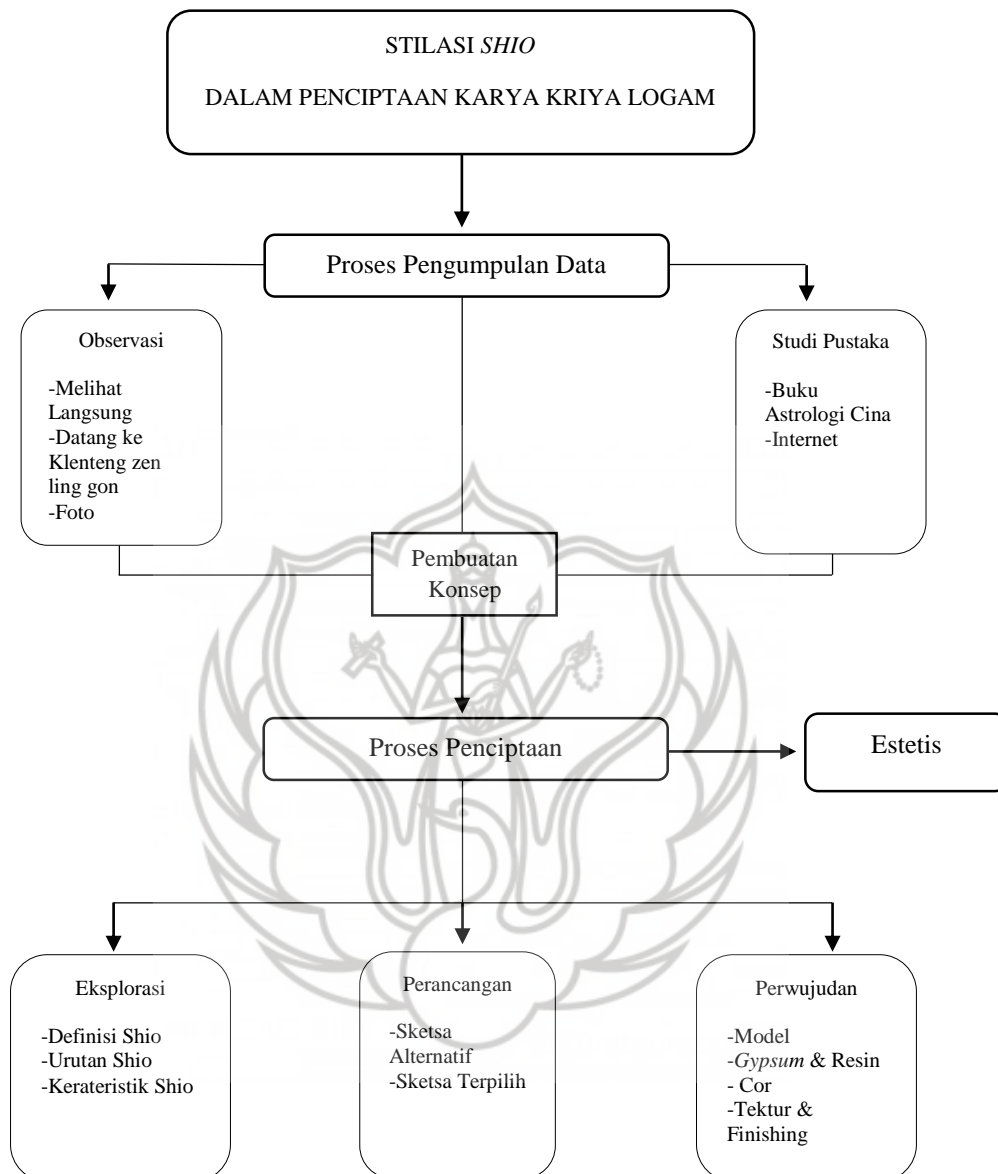 STILASI SHIO
DALAM PENCIPTAAN KARYA KRIYA LOGAM
Proses Pengumpulan Data
Observasi
-Melihat
Langsung
-Datang ke
Klenteng zen
ling gon
-Foto
Studi Pustaka
-Buku
Astrologi Cina
-Internet
Pembuatan
Konsep
Proses Penciptaan
Estetis
Eksplorasi
-Definisi Shio
-Urutan Shio
-Kerateristik Shio
Perancangan
-Sketsa
Alternatif
-Sketsa Terpilih
Perwujudan
-Model
-Gypsum & Resin
- Cor
-Tektur &
Finishing